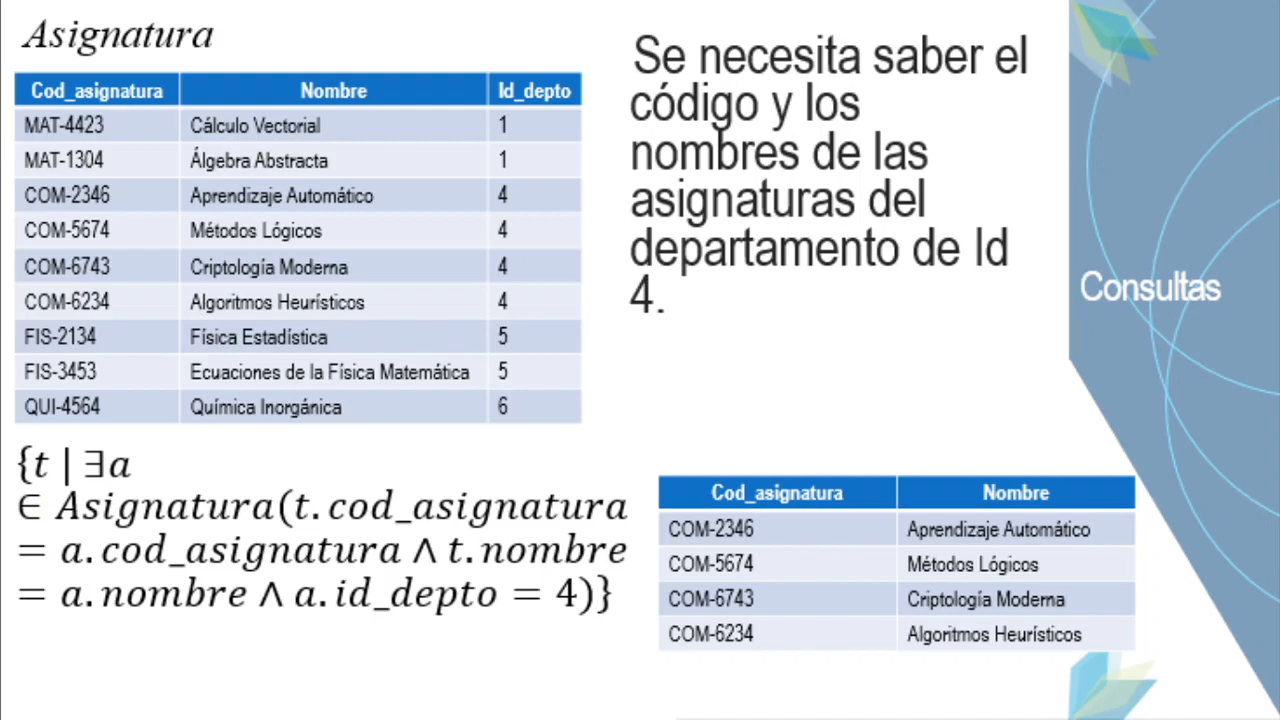 Asignatura
Cod_asignatura Nombre Id_depto
MAT-4423 Cálculo Vectorial 1
MAT-1304 Álgebra Abstracta 1
COM-2346 Aprendizaje Automático 4
COM-5674 Métodos Lógicos 4
COM-6743 Criptología Moderna 4
COM-6234 Algoritmos Heurísticos 4
FIS-2134 Física Estadística 5
FIS-3453 Ecuaciones de la Física Matemática 5
QUI-4564 Química Inorgánica 6
{t | ∃a
∈ Asignatura(t.cod_asignatura
= a.cod_asignatura ∧ t.nombre
= a.nombre ∧ a.id_depto = 4)}
Se necesita saber el
código y los
nombres de las
asignaturas del
departamento de Id
4.
Cod_asignatura Nombre
COM-2346 Aprendizaje Automático
COM-5674 Métodos Lógicos
COM-6743 Criptología Moderna
COM-6234 Algoritmos Heurísticos
Consultas